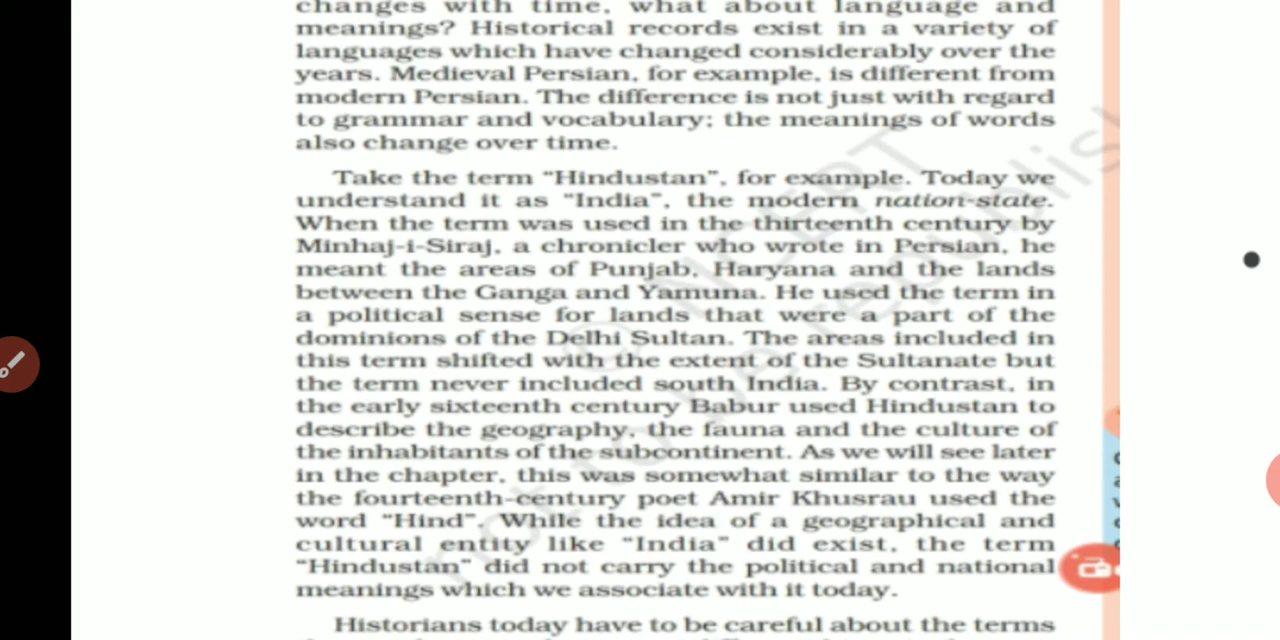 changes with time, what about language and
meanings? Historical records exist in a variety of
languages which have changed considerably over the
years. Medieval Persian, for example, is different from
modern Persian. The difference is not just with regard
to grammar and vocabulary; the meanings of words
also change over time.
Take the term “Hindustan”, for example. Today we
understand it as “India”, the modern nation-state.
When the term was used in the thirteenth century by
Minhaj-i-Siraj, a chronicler who wrote in Persian, he
meant the areas of Punjab, Haryana and the lands
between the Ganga and Yamuna. He used the term in
a political sense for lands that were a part of the
dominions of the Delhi Sultan. The areas included in
this term shifted with the extent of the Sultanate but
the term never included south India. By contrast, in
the early sixteenth century Babur used Hindustan to
describe the geography, the fauna and the culture of
the inhabitants of the subcontinent. As we will see later
in the chapter, this was somewhat similar to the way
the fourteenth-century poet Amir Khusrau used the
word “Hind”. While the idea of a geographical and
cultural entity like “India” did exist, the term
“Hindustan” did not carry the political and national
meanings which we associate with it today.
Historians today have to be careful about the terms
© NCERT
not to be republis